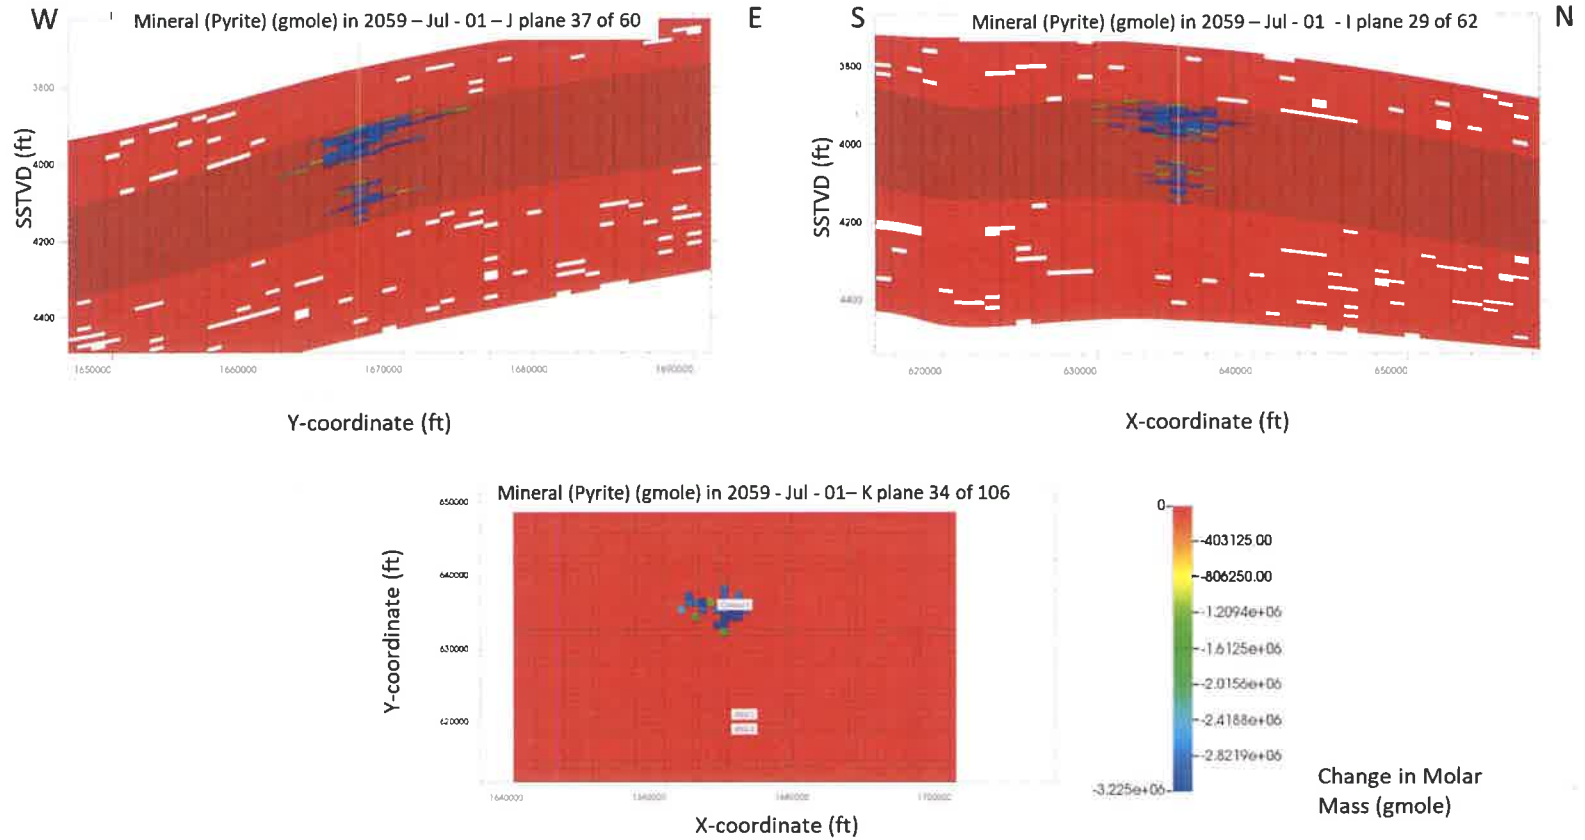 W
Mineral (Pyrite) (gmole) in 2059 – Jul - 01 – J plane 37 of 60
E
SSTVD (ft)
3800
4000
4200
4400
1650000
1660000
1670000
1680000
1690000
Y-coordinate (ft)
S
Mineral (Pyrite) (gmole) in 2059 – Jul - 01 - I plane 29 of 62
N
SSTVD (ft)
3800
4000
4200
4400
620000
630000
640000
650000
X-coordinate (ft)
Mineral (Pyrite) (gmole) in 2059 - Jul - 01– K plane 34 of 106
Y-coordinate (ft)
650000
640000
630000
620000
1640000
1660000
1680000
X-coordinate (ft)
0
-403125.00
-806250.00
-1.2094e+06
-1.6125e+06
-2.0156e+06
-2.4188e+06
-2.8219e+06
-3.225e+06
Change in Molar
Mass (gmole)